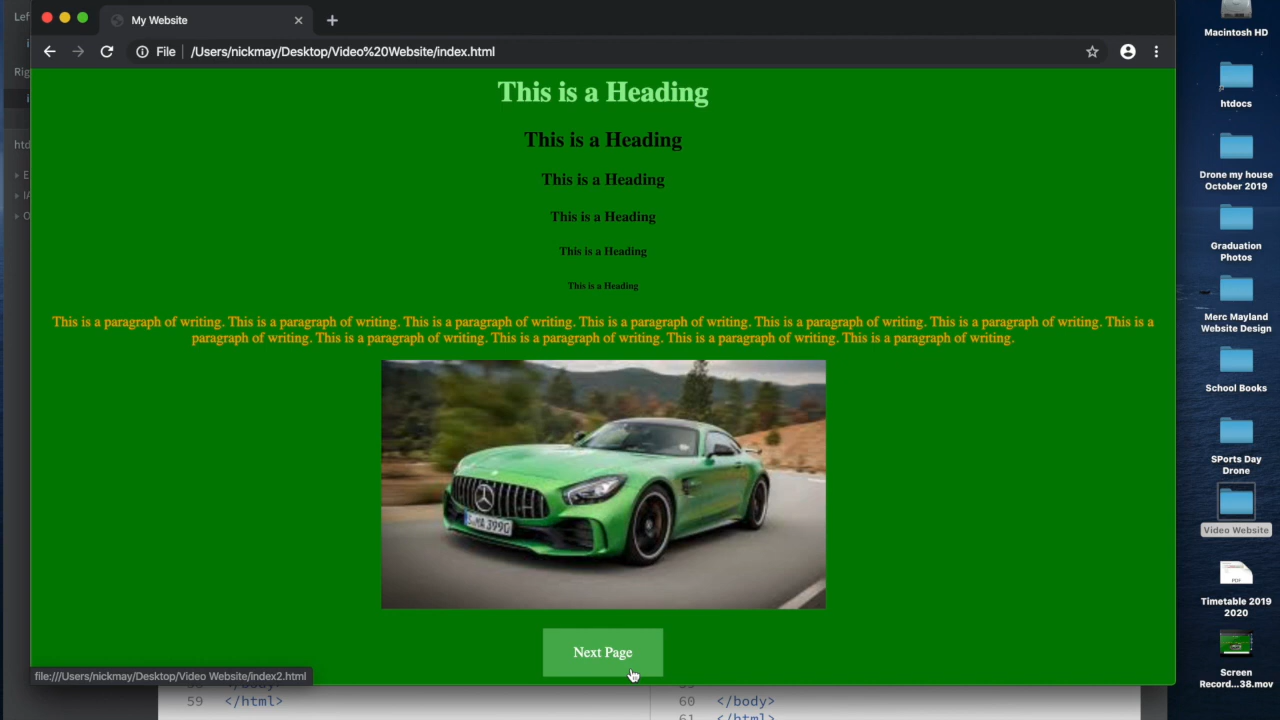 My Website
File
/Users/nickmay/Desktop/Video%20Website/index.html
This is a Heading
This is a Heading
This is a Heading
This is a Heading
This is a Heading
This is a Heading
This is a paragraph of writing. This is a paragraph of writing. This is a paragraph of writing. This is a paragraph of writing. This is a paragraph of writing. This is a paragraph of writing. This is a
paragraph of writing. This is a paragraph of writing. This is a paragraph of writing. This is a paragraph of writing. This is a paragraph of writing.
Next Page
file:///Users/nickmay/Desktop/Video Website/index2.html
59 </html>
60 </body>
61 </html>
Macintosh HD
htdocs
Drone my house
October 2019
Graduation
Photos
Merc Mayland
Website Design
School Books
SPorts Day
Drone
Video Website
PDF
Timetable 2019
2020
Screen
Record...38.mov